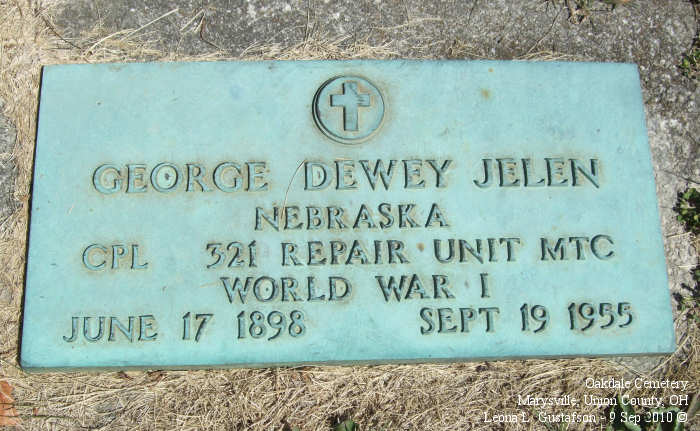 GEORGE DEWEY JELEN
NEBRASKA
CPL 321 REPAIR UNIT MTC
WORLD WAR I
JUNE 17 1898 SEPT 19 1955
Oakdale Cemetery
Marysville, Union County, OH
Leona L. Gustafson - 9 Sep 2010 ©